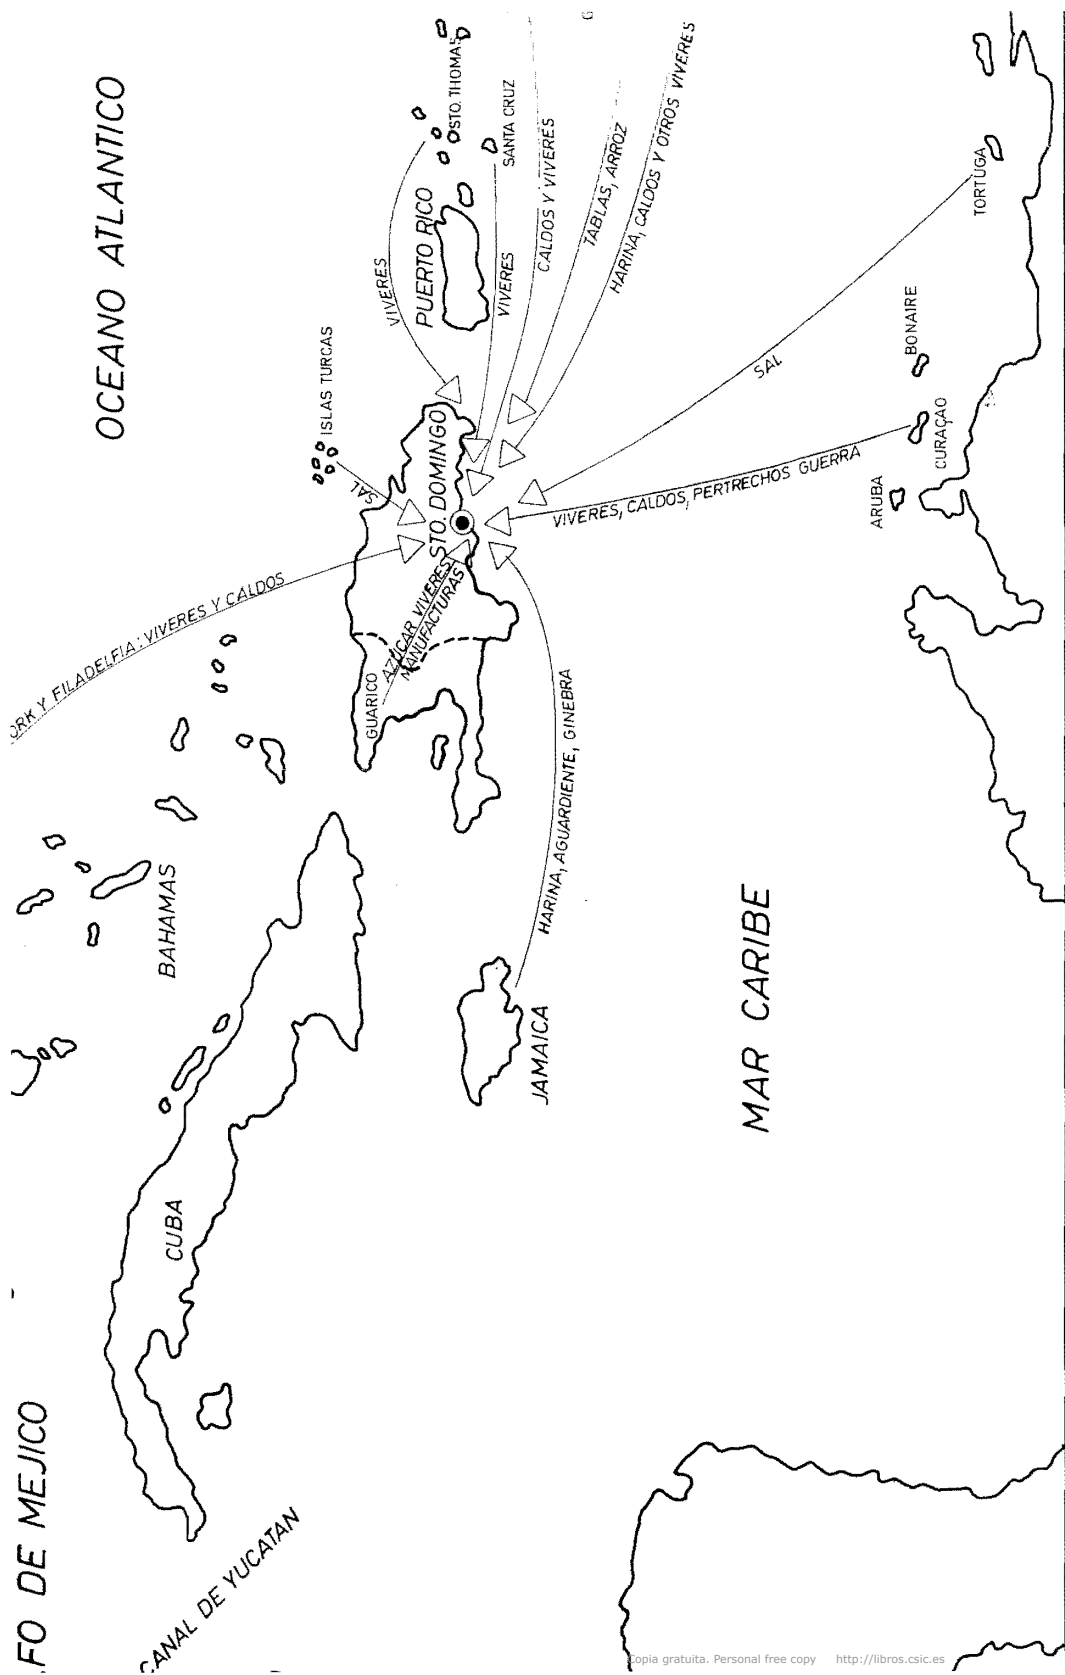 OCEANO ATLANTICO
STO. THOMAS
SANTA CRUZ
PUERTO RICO
VIVERES
VIVERES
CALDOS Y VIVERES
TABLAS, ARROZ
HARINA, CALDOS Y OTROS VIVERES
TORTUGA
SAL
BONAIRE
CURAÇAO
ARUBA
VIVERES, CALDOS, PERTRECHOS GUERRA
ISLAS TURCAS
SAL
STO. DOMINGO
ORK Y FILADELFIA: VIVERES Y CALDOS
AZUCAR VIVERES
MANUFACTURAS
GUARICO
HARINA, AGUARDIENTE, GINEBRA
BAHAMAS
JAMAICA
MAR CARIBE
CUBA
FO DE MEJICO
CANAL DE YUCATAN
Copia gratuita. Personal free copy http://libros.csic.es